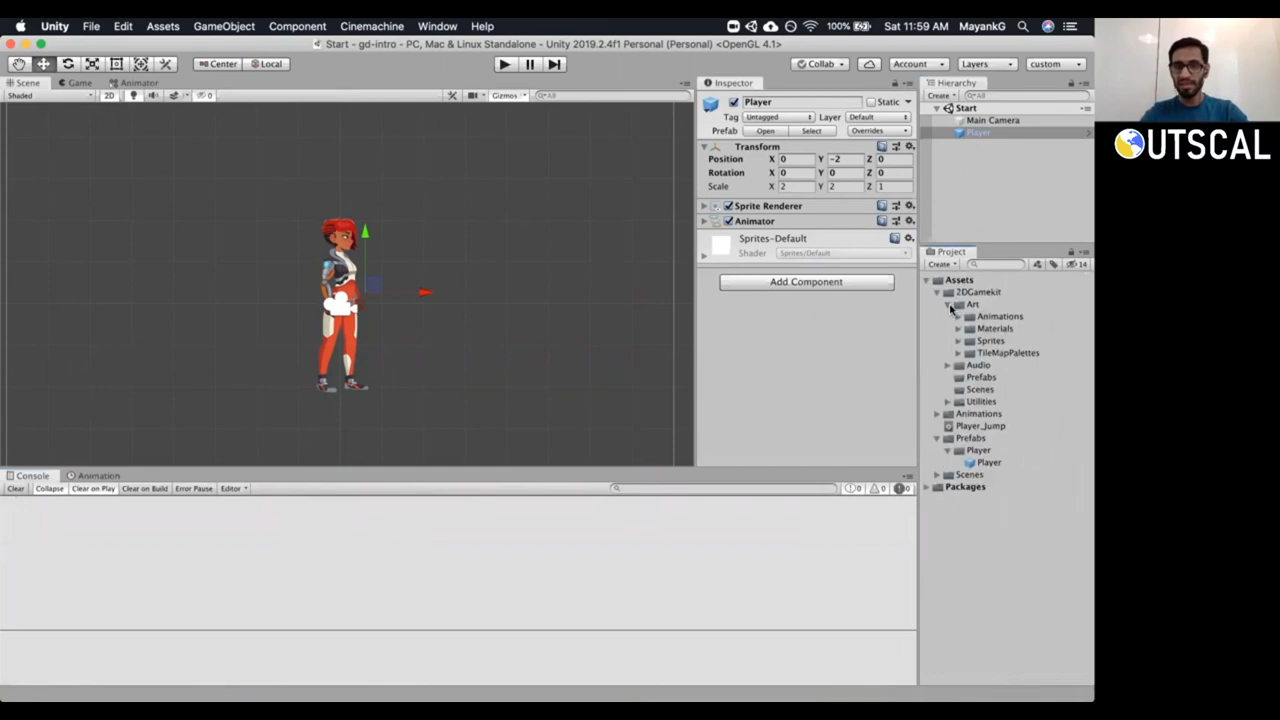 Unity File Edit Assets GameObject Component Cinemachine Window Help 100% Sat 11:59 AM MayankG
Start - gd-intro - PC, Mac & Linux Standalone - Unity 2019.2.4f1 Personal (Personal) <OpenGL 4.1>
Center Local Collab Account Layers custom
Scene Game Animator
Shaded 2D 0 Gizmos All
Inspector
Player Static
Tag Untagged Layer Default
Prefab Open Select Overrides
Transform
Position X 0 Y -2 Z 0
Rotation X 0 Y 0 Z 0
Scale X 2 Y 2 Z 1
Sprite Renderer
Animator
Sprites-Default
Shader Sprites/Default
Add Component
Hierarchy
Create All
Start
Main Camera
Player
Project
Create 14
Assets
2DGamekit
Art
Animations
Materials
Sprites
TileMapPalettes
Audio
Prefabs
Scenes
Utilities
Animations
Player_Jump
Prefabs
Player
Player
Scenes
Packages
Console Animation
Clear Collapse Clear on Play Clear on Build Error Pause Editor 0 0 0
OUTSCAL